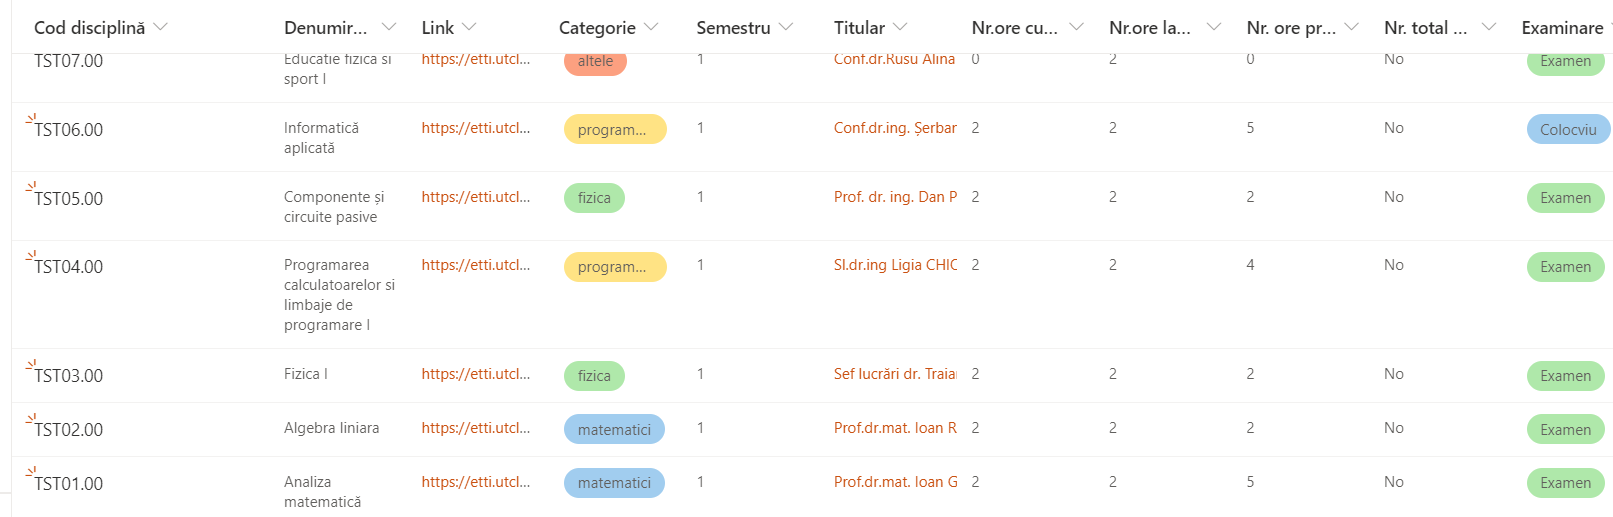 Cod disciplină Denumir... Link Categorie Semestru Titular Nr.ore cu... Nr.ore la... Nr. ore pr... Nr. total ... Examinare
TST07.00 Educatie fizica si sport I https://etti.utcl... altele 1 Conf.dr.Rusu Alina 0 2 0 No Examen
TST06.00 Informatică aplicată https://etti.utcl... program... 1 Conf.dr.ing. Șerbar 2 2 5 No Colocviu
TST05.00 Componente și circuite pasive https://etti.utcl... fizica 1 Prof. dr. ing. Dan P 2 2 2 No Examen
TST04.00 Programarea calculatoarelor si limbaje de programare I https://etti.utcl... program... 1 Sl.dr.ing Ligia CHIC 2 2 4 No Examen
TST03.00 Fizica I https://etti.utcl... fizica 1 Sef lucrări dr. Traiai 2 2 2 No Examen
TST02.00 Algebra liniara https://etti.utcl... matematici 1 Prof.dr.mat. Ioan R 2 2 2 No Examen
TST01.00 Analiza matematică https://etti.utcl... matematici 1 Prof.dr.mat. Ioan G 2 2 5 No Examen